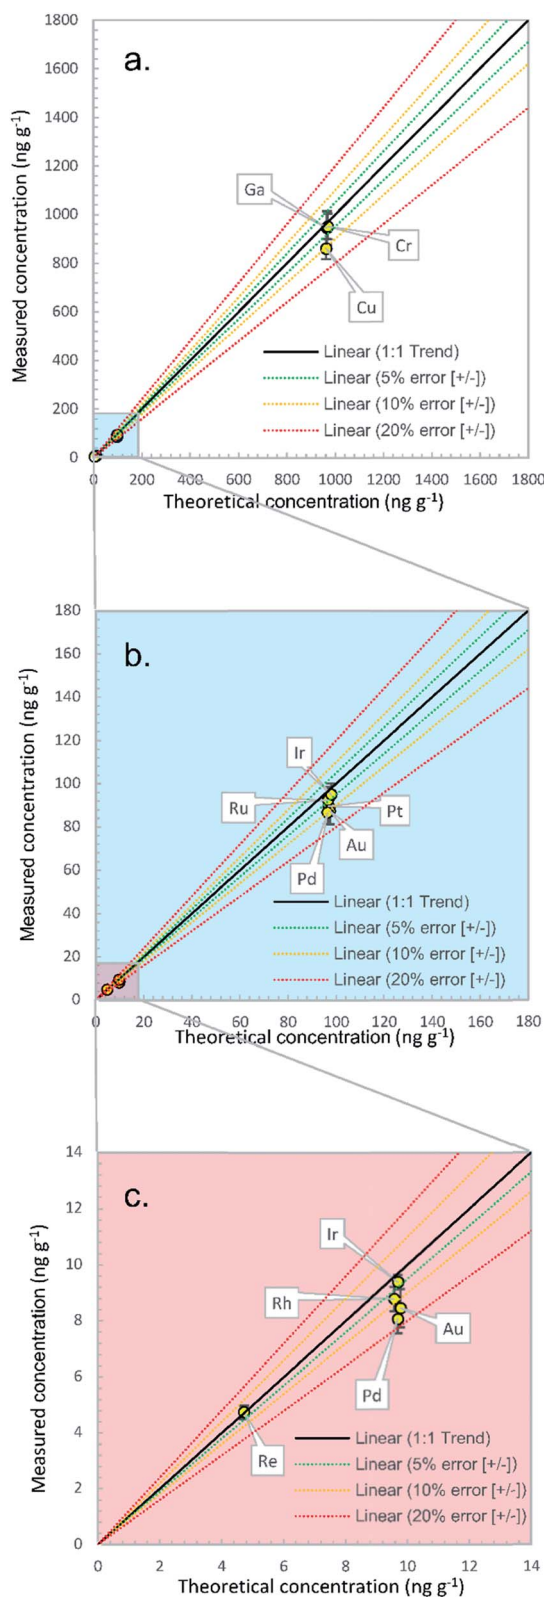 a.
Measured concentration (ng g-1)
1800
1600
1400
1200
1000
800
600
400
200
0
Ga
Cr
Cu
Linear (1:1 Trend)
Linear (5% error [+/-])
Linear (10% error [+/-])
Linear (20% error [+/-])
0 200 400 600 800 1000 1200 1400 1600 1800
Theoretical concentration (ng g-1)
b.
Measured concentration (ng g-1)
180
160
140
120
100
80
60
40
20
0
Ir
Ru
Pt
Au
Pd
Linear (1:1 Trend)
Linear (5% error [+/-])
Linear (10% error [+/-])
Linear (20% error [+/-])
0 20 40 60 80 100 120 140 160 180
Theoretical concentration (ng g-1)
c.
Measured concentration (ng g-1)
14
12
10
8
6
4
2
0
Ir
Rh
Au
Pd
Re
Linear (1:1 Trend)
Linear (5% error [+/-])
Linear (10% error [+/-])
Linear (20% error [+/-])
0 2 4 6 8 10 12 14
Theoretical concentration (ng g-1)